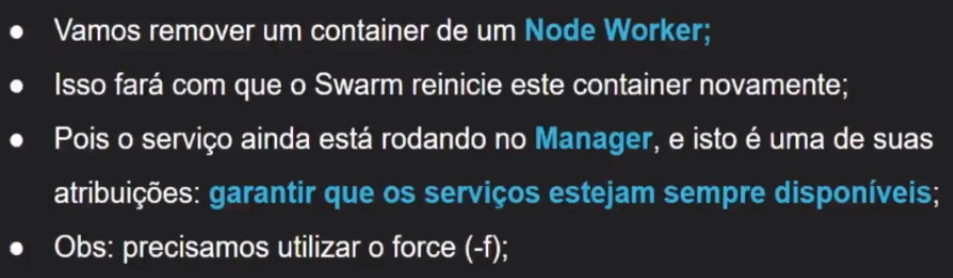 ● Vamos remover um container de um Node Worker;
● Isso fará com que o Swarm reinicie este container novamente;
● Pois o serviço ainda está rodando no Manager, e isto é uma de suas
atribuições: garantir que os serviços estejam sempre disponíveis;
● Obs: precisamos utilizar o force (-f);